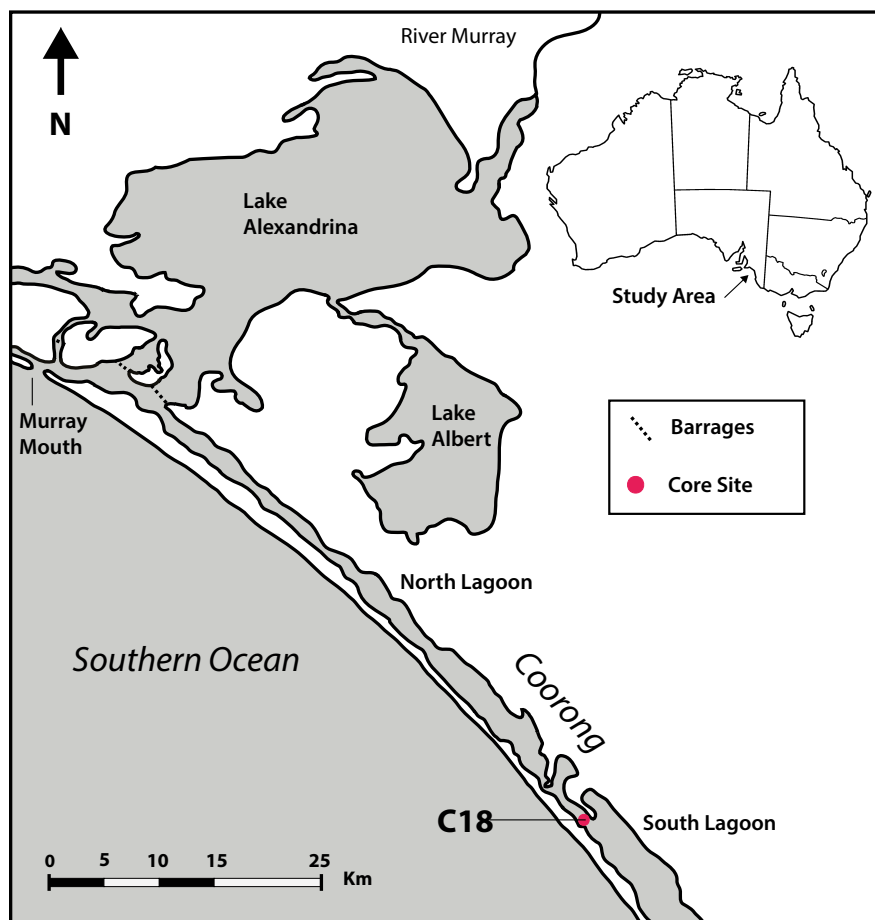 River Murray
N
Lake
Alexandrina
Study Area
Murray
Mouth
Lake
Albert
Barrages
Core Site
North Lagoon
Southern Ocean
Coorong
C18
South Lagoon
0 5 10 15 25
Km